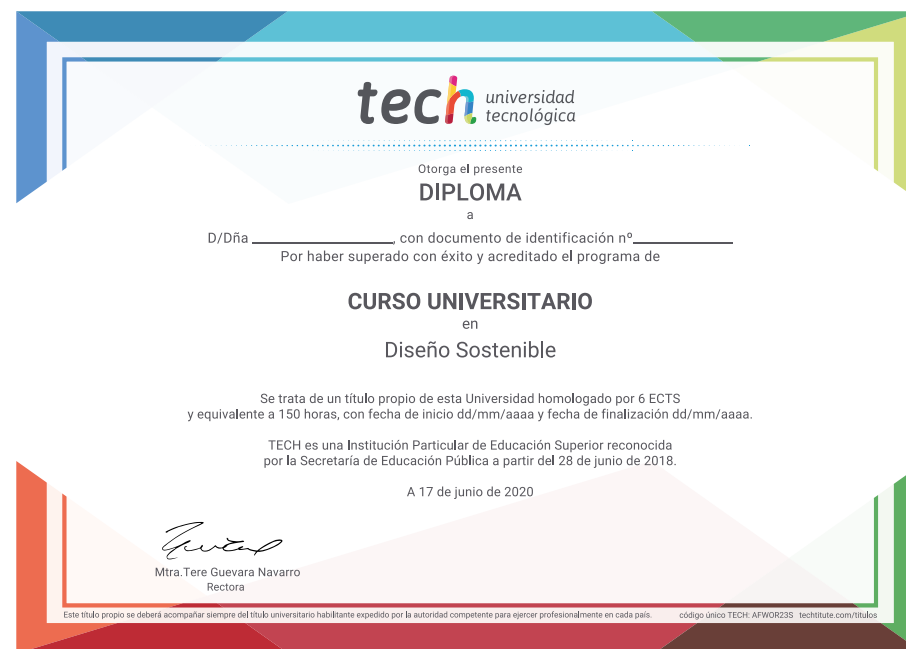 tech universidad
tecnológica
Otorga el presente
DIPLOMA
a
D/Dña ____________________, con documento de identificación nº______________
Por haber superado con éxito y acreditado el programa de
CURSO UNIVERSITARIO
en
Diseño Sostenible
Se trata de un título propio de esta Universidad homologado por 6 ECTS
y equivalente a 150 horas, con fecha de inicio dd/mm/aaaa y fecha de finalización dd/mm/aaaa.
TECH es una Institución Particular de Educación Superior reconocida
por la Secretaría de Educación Pública a partir del 28 de junio de 2018.
A 17 de junio de 2020
Mtra.Tere Guevara Navarro
Rectora
Este título propio se deberá acompañar siempre del título universitario habilitante expedido por la autoridad competente para ejercer profesionalmente en cada país. código único TECH: AFWOR23S techtitute.com/titulos